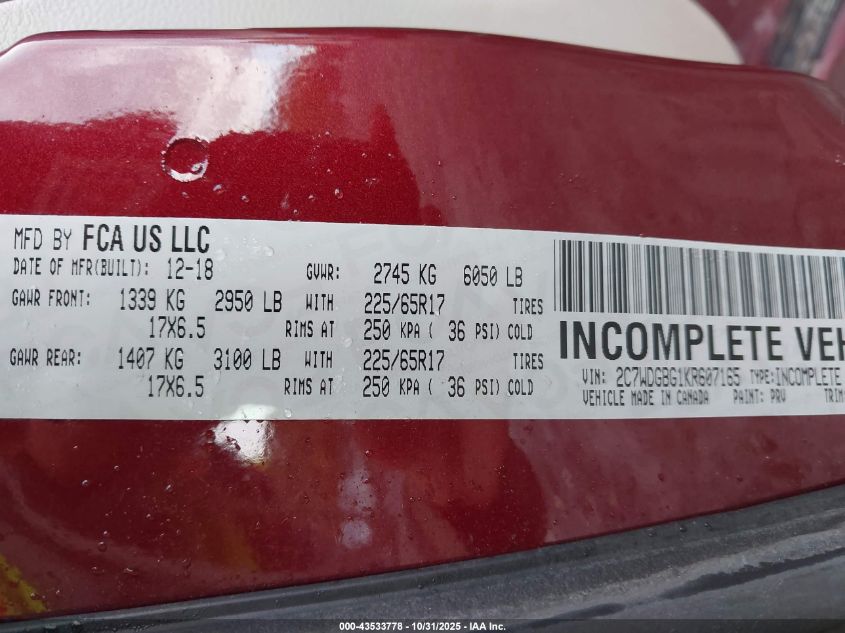 MFD BY FCA US LLC
DATE OF MFR(BUILT): 12-18 GVWR: 2745 KG 6050 LB
GAWR FRONT: 1339 KG 2950 LB WITH 225/65R17 TIRES
17X6.5 RIMS AT 250 KPA ( 36 PSI) COLD
GAWR REAR: 1407 KG 3100 LB WITH 225/65R17 TIRES
17X6.5 RIMS AT 250 KPA ( 36 PSI) COLD
INCOMPLETE VEH
VIN: 2C7WDGBG1KR607165 TYPE:INCOMPLETE
VEHICLE MADE IN CANADA PAINT: PRV TRIM:
000-43533778 - 10/31/2025 - IAA Inc.